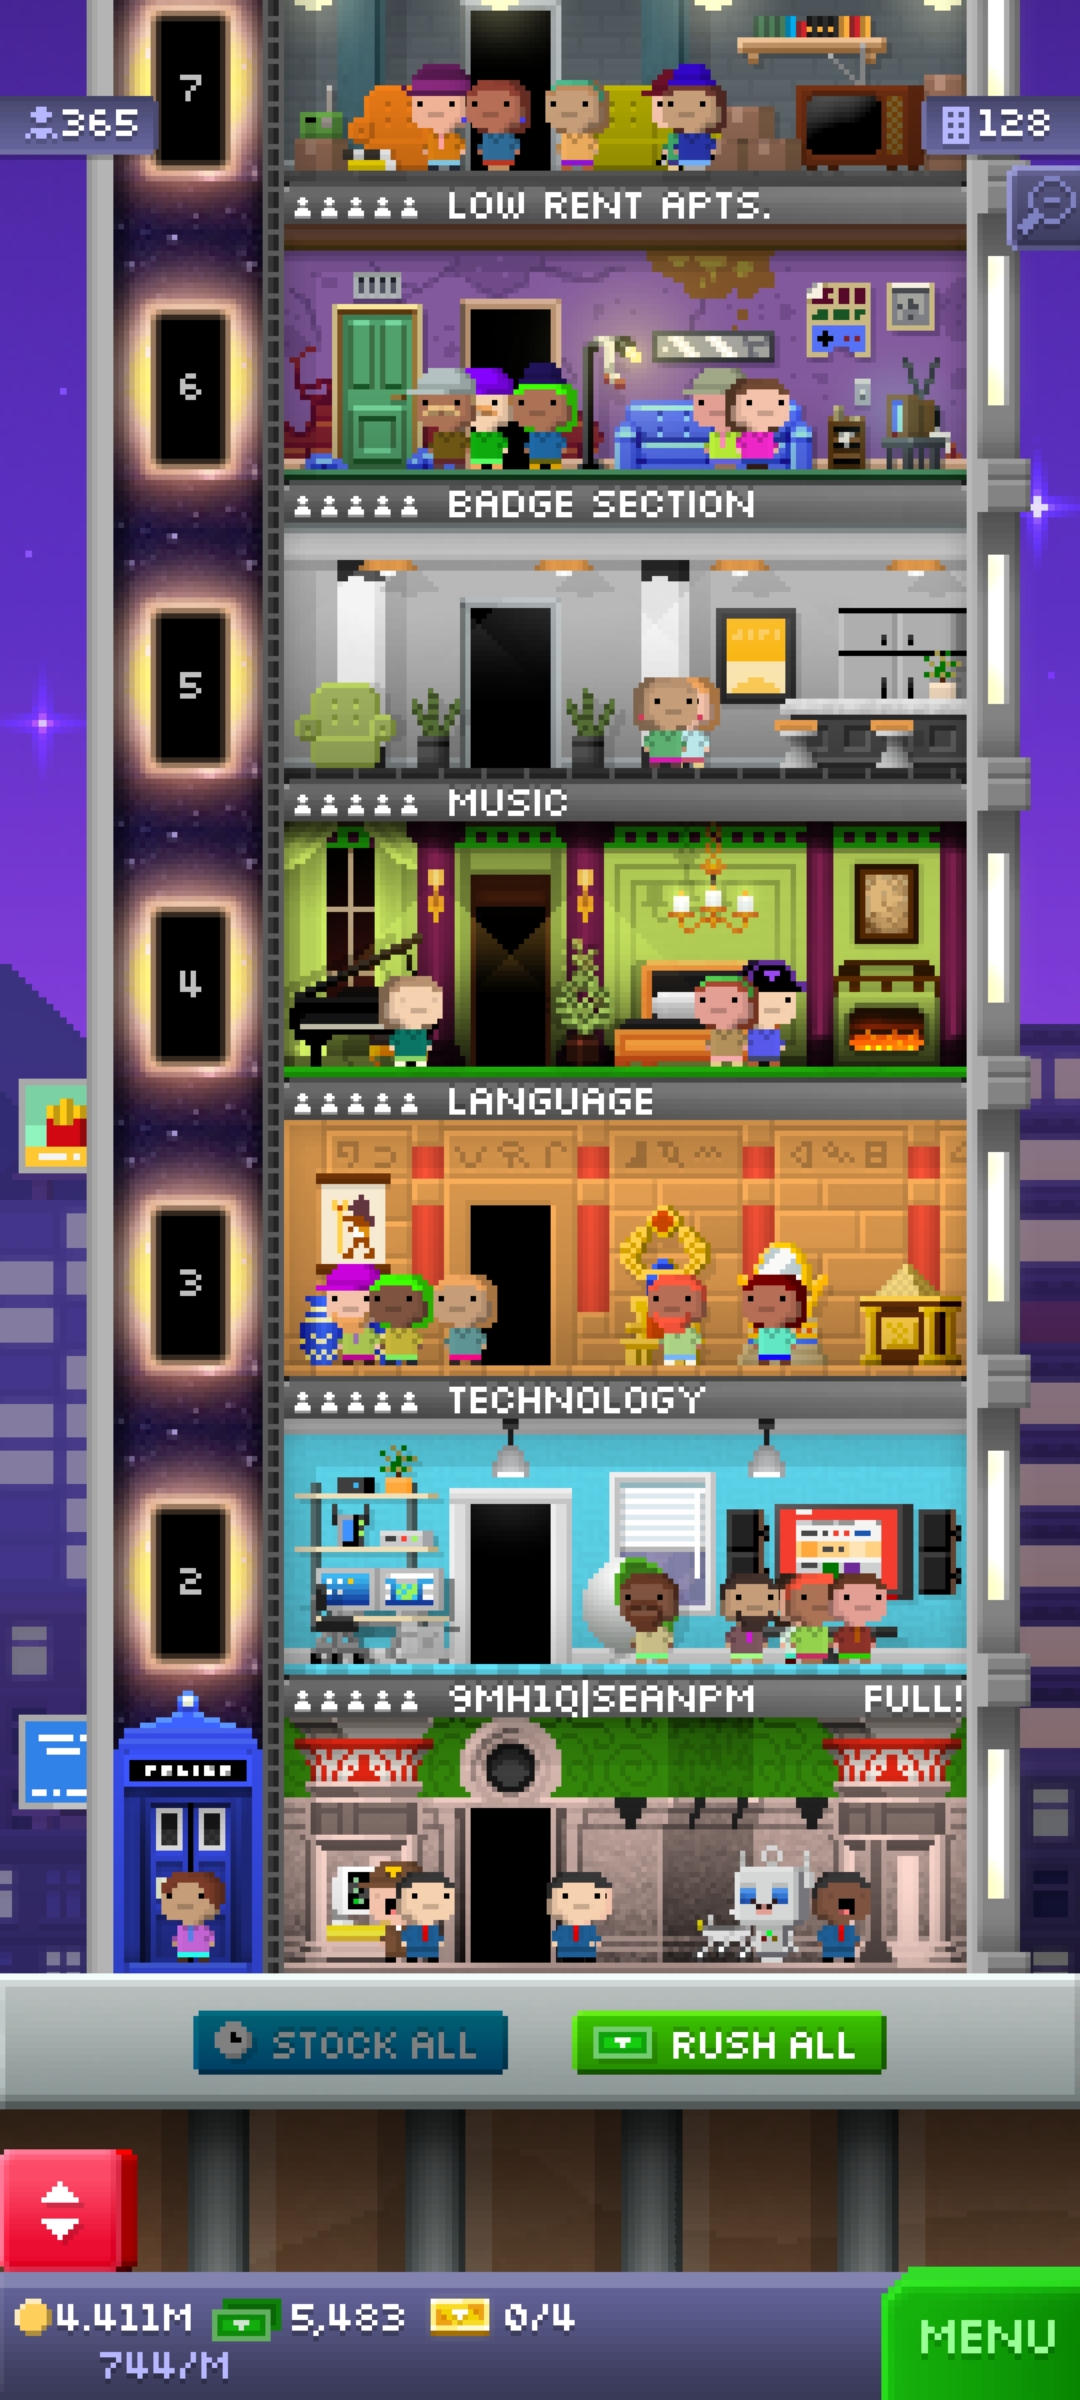 7
365
128
LOW RENT APTS.
6
BADGE SECTION
5
MUSIC
4
LANGUAGE
3
TECHNOLOGY
2
9MH1Q|SEANPM FULL!
POLICE
STOCK ALL
RUSH ALL
4.411M 5,483 0/4
744/M
MENU